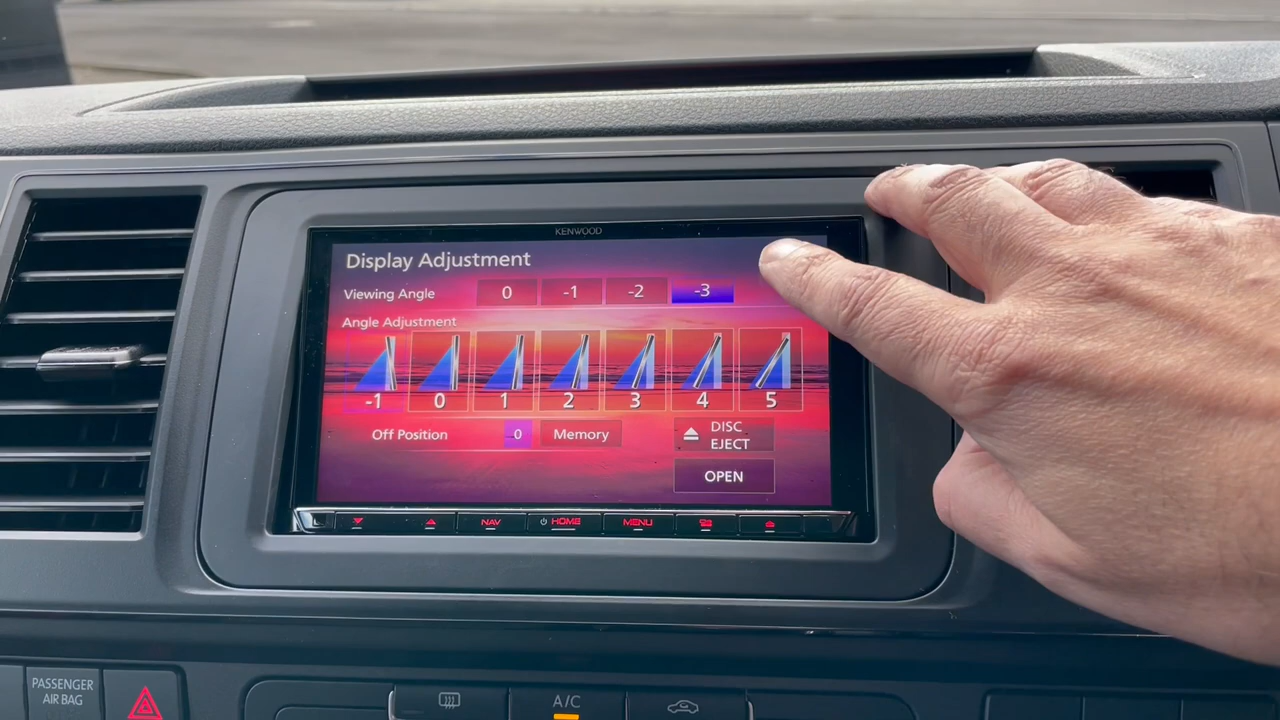 KENWOOD
Display Adjustment
Viewing Angle 0 -1 -2 -3
Angle Adjustment
-1 0 1 2 3 4 5
Off Position 0 Memory DISC
EJECT
OPEN
NAV HOME MENU
PASSENGER
AIR BAG
A/C